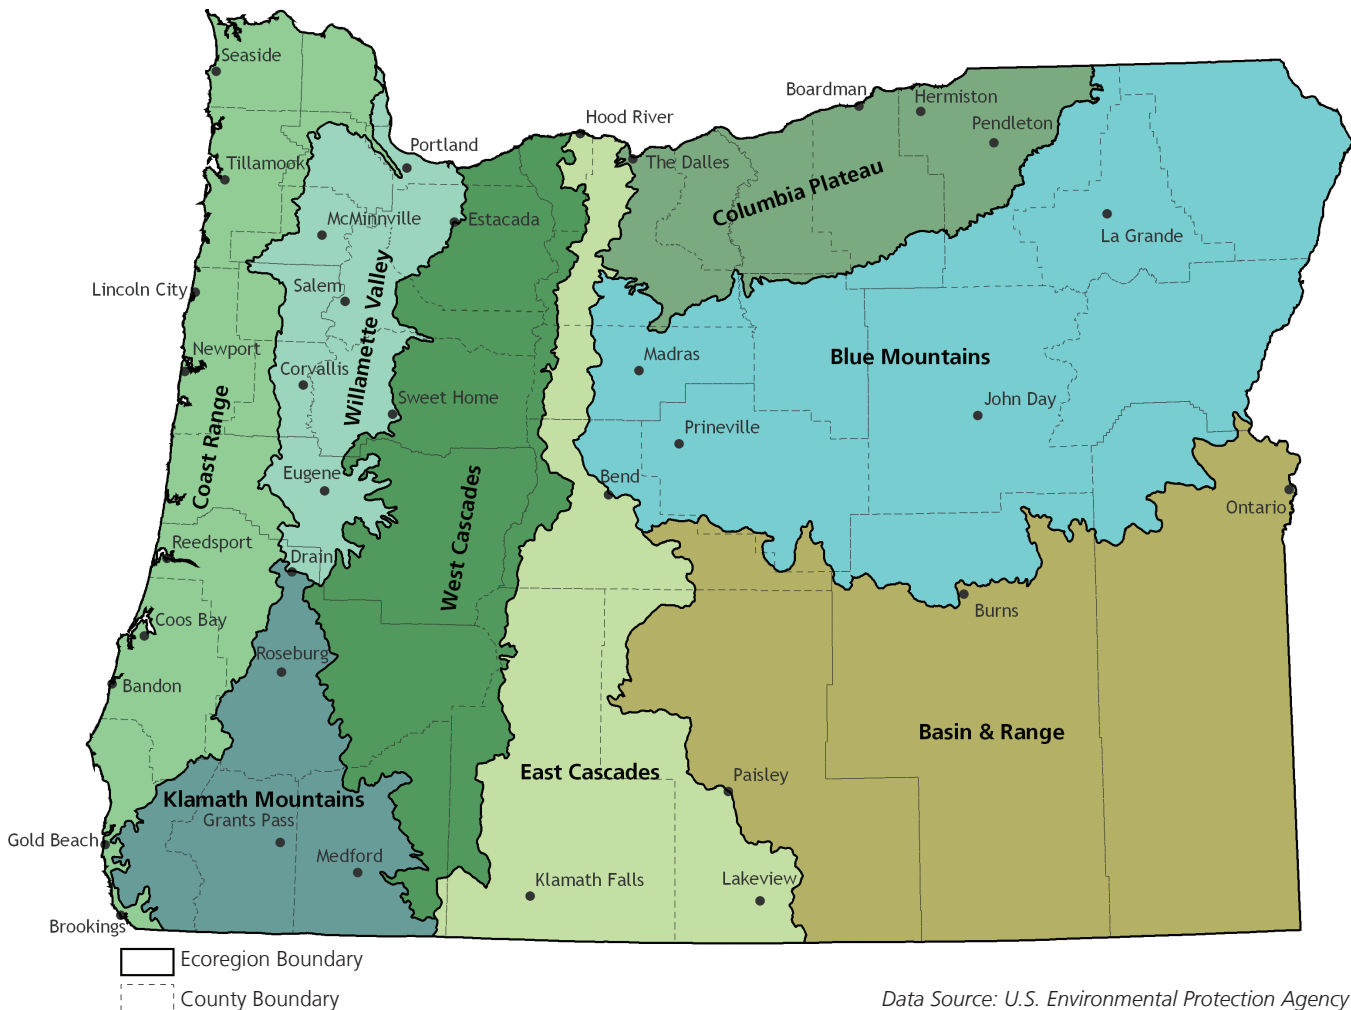 Seaside
Boardman
Hermiston
Hood River
Pendleton
Portland
Tillamook
The Dalles
Columbia Plateau
McMinnville
Estacada
La Grande
Lincoln City
Salem
Willamette Valley
Newport
Madras
Blue Mountains
Corvallis
Sweet Home
John Day
Coast Range
Prineville
Eugene
Bend
Ontario
West Cascades
Reedsport
Drain
Burns
Coos Bay
Roseburg
Bandon
Basin & Range
East Cascades
Paisley
Klamath Mountains
Grants Pass
Gold Beach
Medford
Klamath Falls
Lakeview
Brookings
Ecoregion Boundary
County Boundary
Data Source: U.S. Environmental Protection Agency